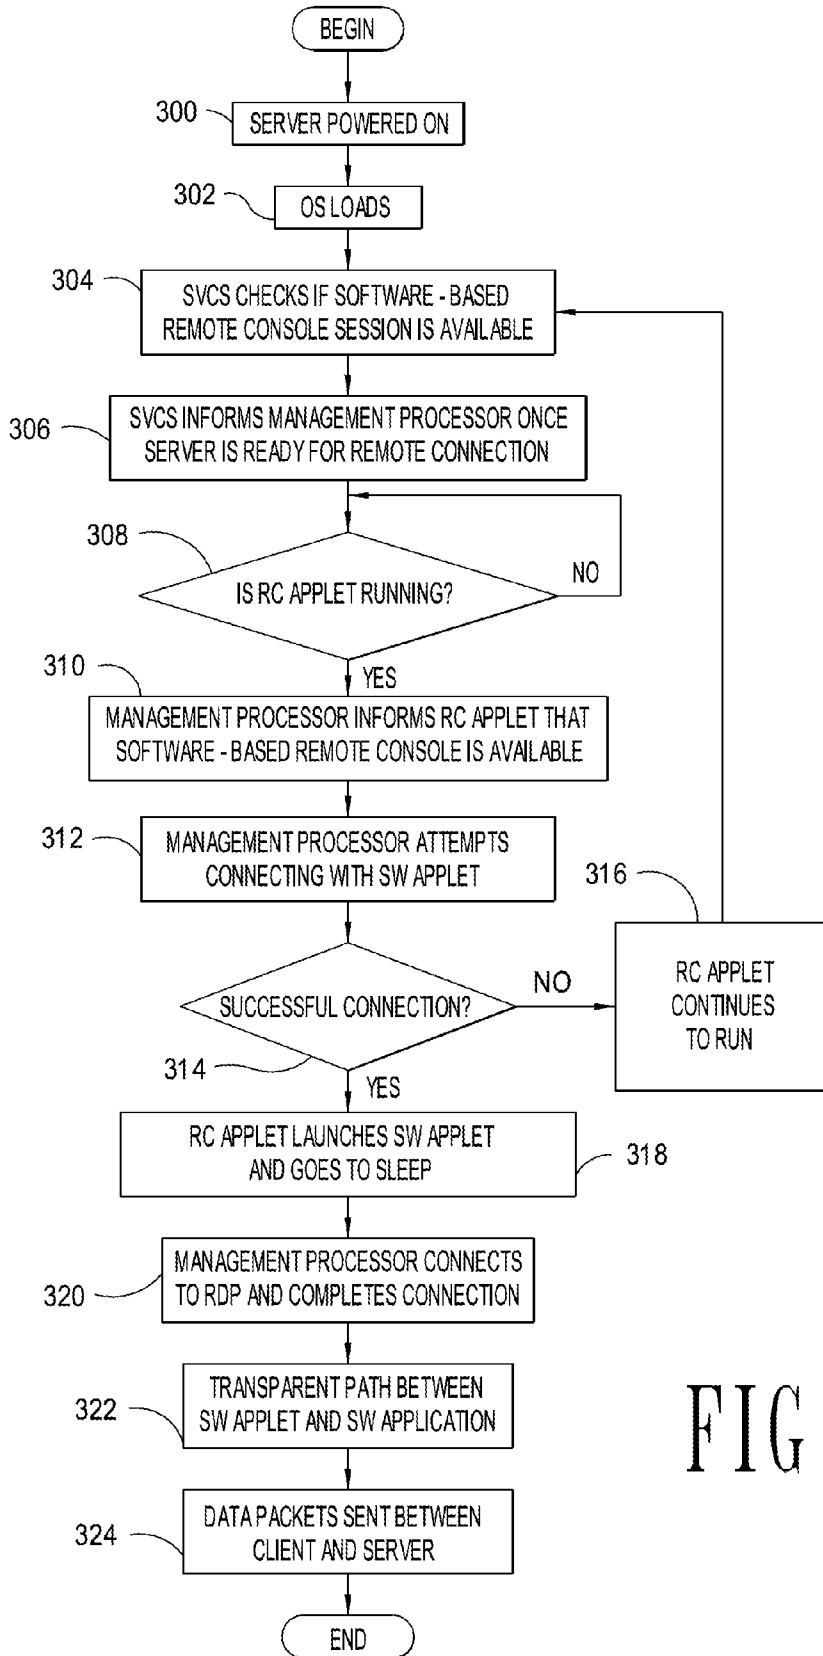 BEGIN
300
SERVER POWERED ON
302
OS LOADS
304
SVCS CHECKS IF SOFTWARE - BASED
REMOTE CONSOLE SESSION IS AVAILABLE
306
SVCS INFORMS MANAGEMENT PROCESSOR ONCE
SERVER IS READY FOR REMOTE CONNECTION
308
IS RC APPLET RUNNING?
NO
YES
310
MANAGEMENT PROCESSOR INFORMS RC APPLET THAT
SOFTWARE - BASED REMOTE CONSOLE IS AVAILABLE
312
MANAGEMENT PROCESSOR ATTEMPTS
CONNECTING WITH SW APPLET
314
SUCCESSFUL CONNECTION?
NO
316
RC APPLET
CONTINUES
TO RUN
YES
RC APPLET LAUNCHES SW APPLET
AND GOES TO SLEEP
318
320
MANAGEMENT PROCESSOR CONNECTS
TO RDP AND COMPLETES CONNECTION
322
TRANSPARENT PATH BETWEEN
SW APPLET AND SW APPLICATION
FIG
324
DATA PACKETS SENT BETWEEN
CLIENT AND SERVER
END